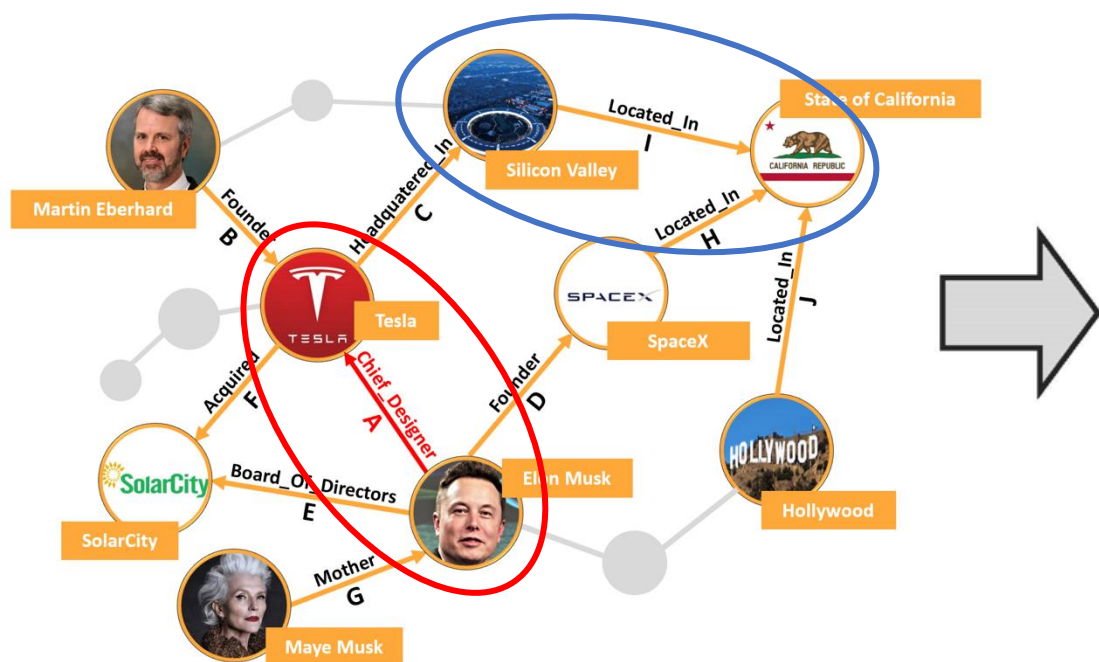 State of California
CALIFORNIA REPUBLIC
Located_In
I
Silicon Valley
Martin Eberhard
Founder
B
Headquatered_In
C
Located_In
H
TESLA
Tesla
SPACEX
SpaceX
Located_In
J
Acquired
F
Chief_Designer
A
Founder
D
HOLLYWOOD
Hollywood
SolarCity
SolarCity
Board_Of_Directors
E
Elon Musk
Mother
G
Maye Musk